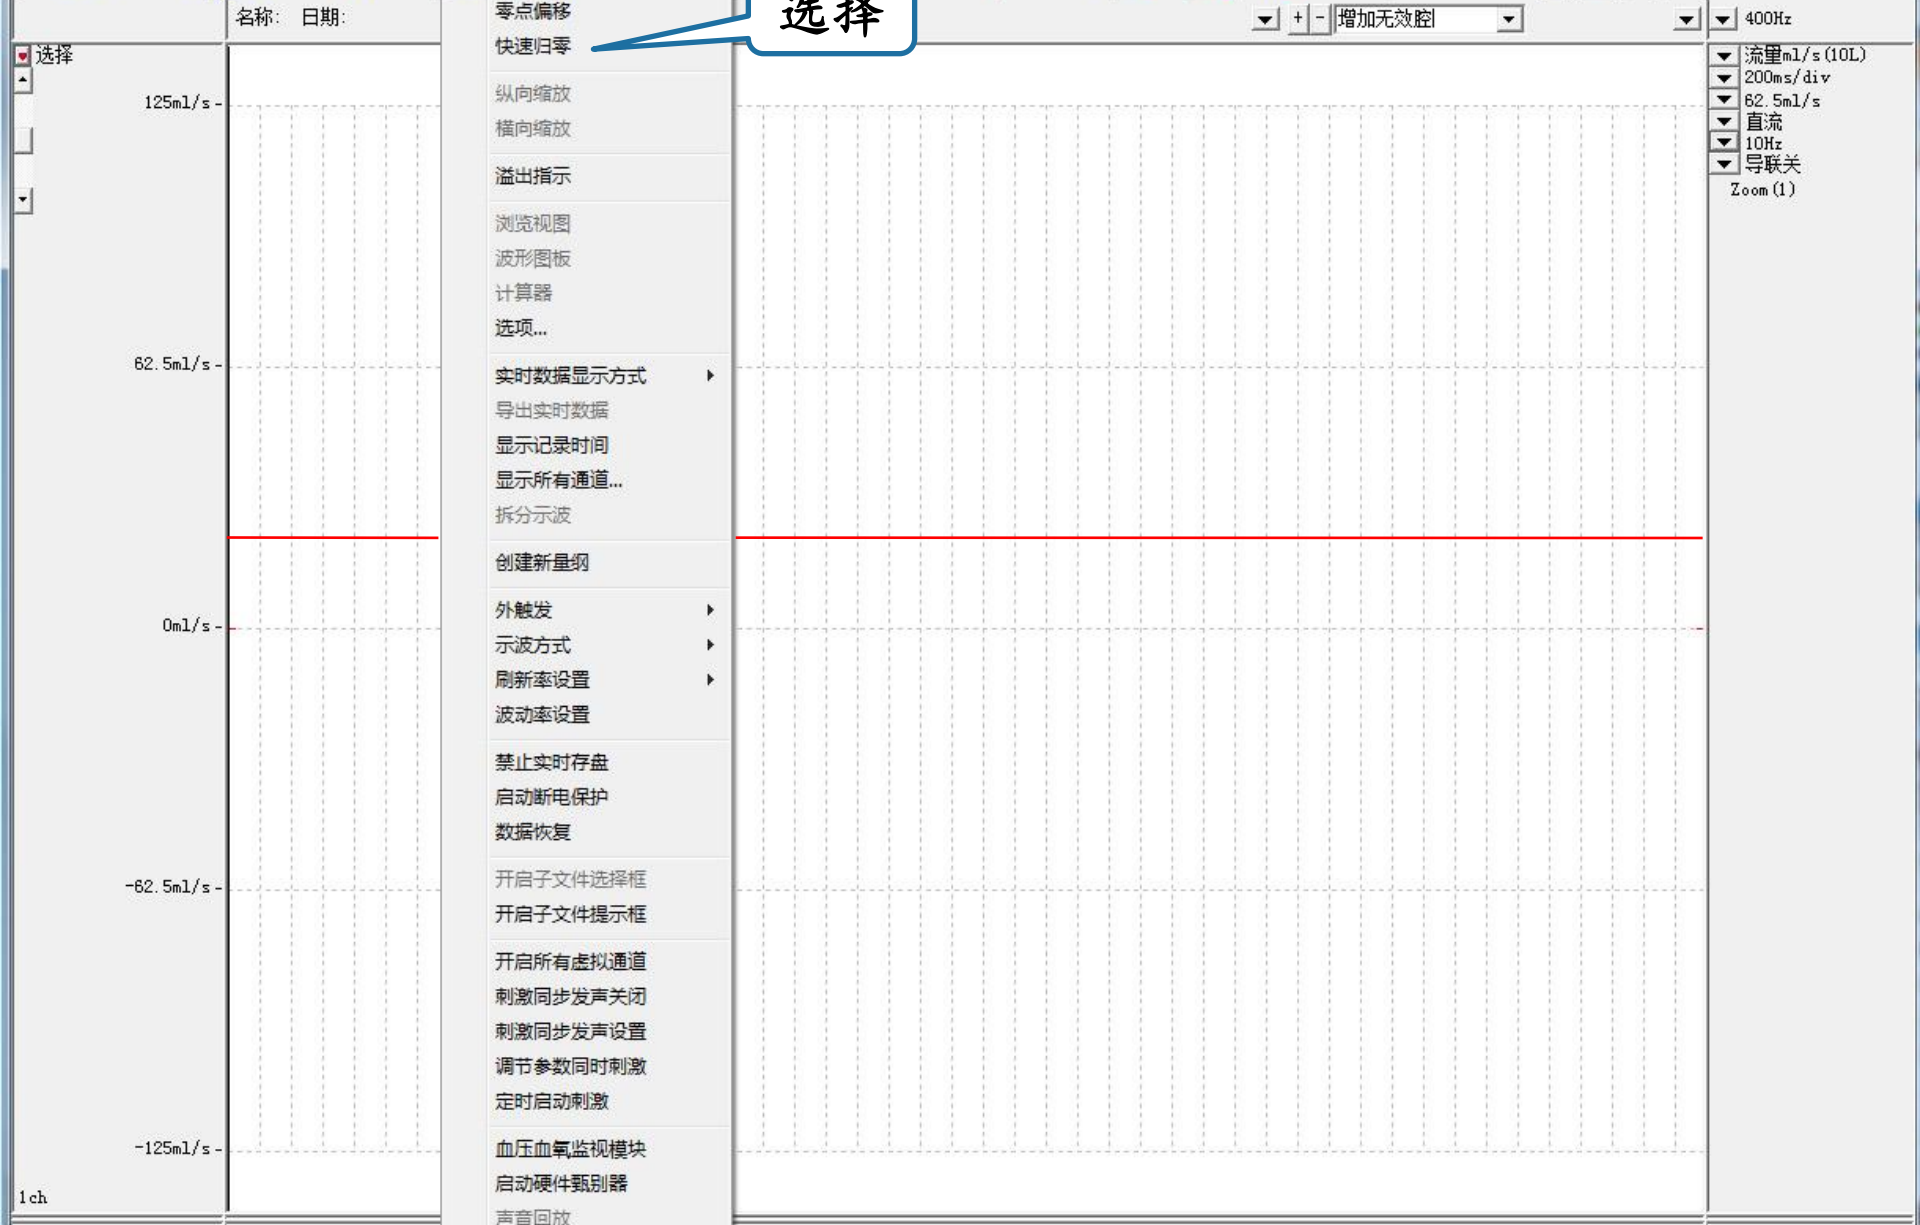 选择
零点偏移
名称: 日期:
+ - 增加无效腔
400Hz
快速归零
选择
流量ml/s(10L)
200ms/div
62.5ml/s
直流
10Hz
导联关
Zoom(1)
125ml/s
62.5ml/s
0ml/s
-62.5ml/s
-125ml/s
1ch
纵向缩放
横向缩放
溢出指示
浏览视图
波形图板
计算器
选项...
实时数据显示方式
导出实时数据
显示记录时间
显示所有通道...
拆分示波
创建新量纲
外触发
示波方式
刷新率设置
波动率设置
禁止实时存盘
启动断电保护
数据恢复
开启子文件选择框
开启子文件提示框
开启所有虚拟通道
刺激同步发声关闭
刺激同步发声设置
调节参数同时刺激
定时启动刺激
血压血氧监视模块
启动硬件甄别器
声音回放